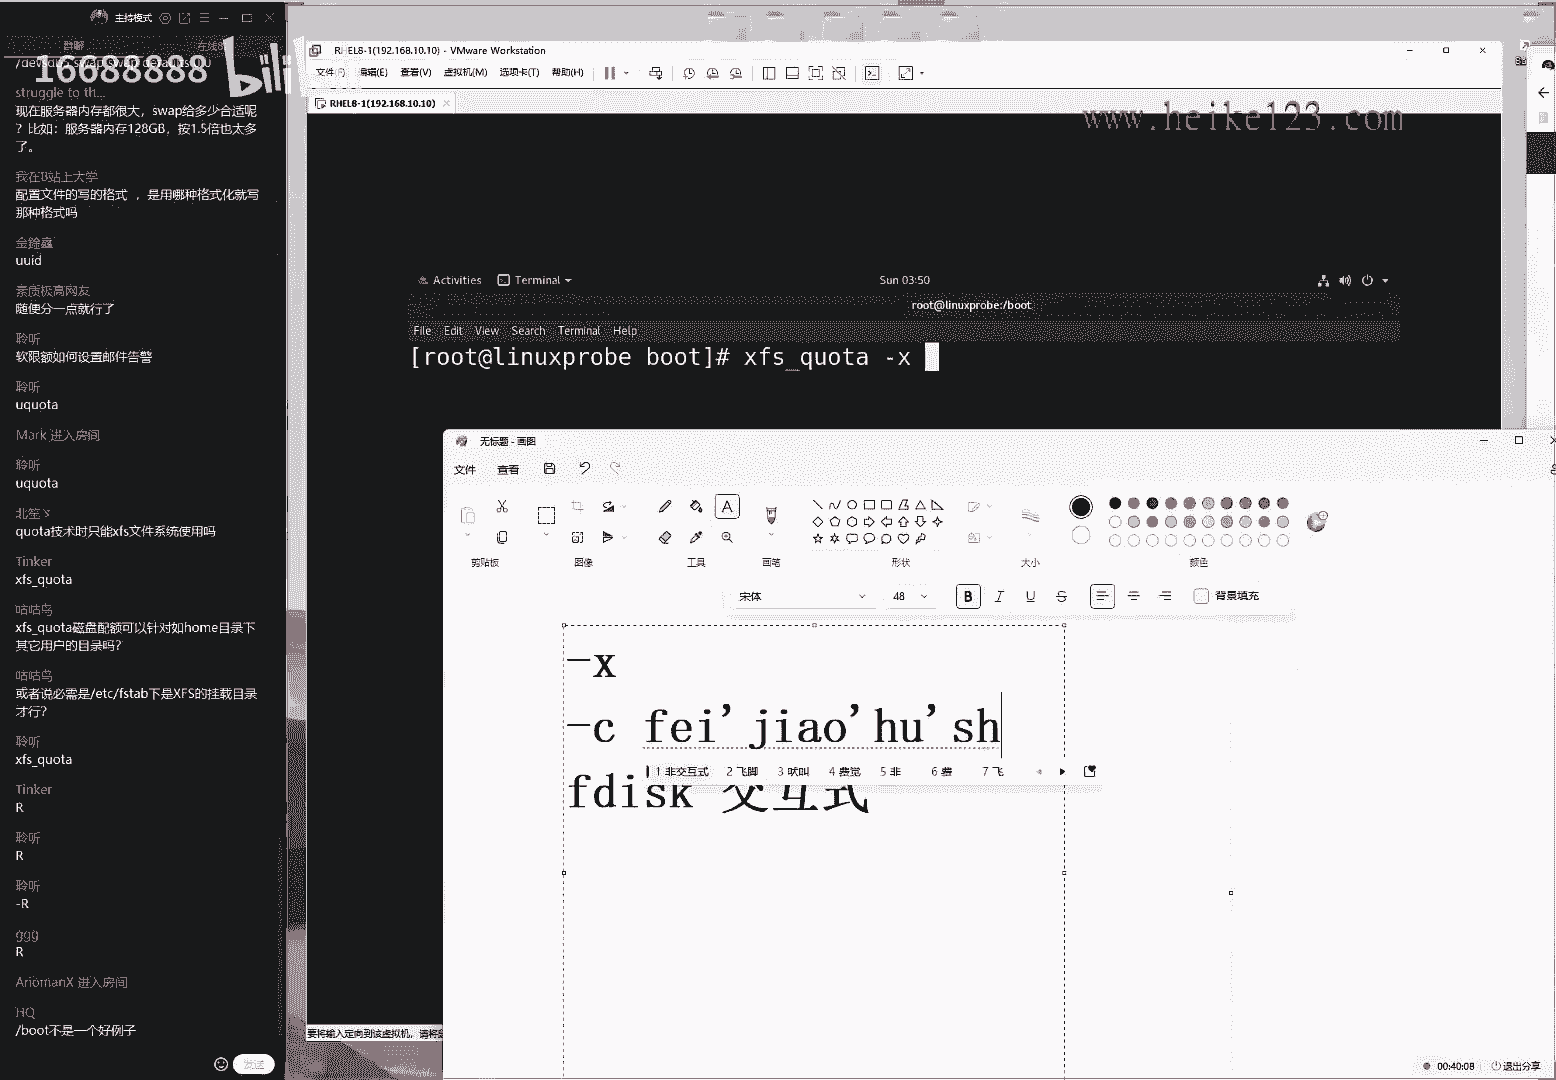 主持模式
群聊
在线8
/dev/sdb2 swap swap defaults 0 0
16688888 bili
struggle to th...
现在服务器内存都很大，swap给多少合适呢
？比如：服务器内存128GB，按1.5倍也太多
了。
我在B站上大学
配置文件的写的格式 ，是用哪种格式化就写
那种格式吗
金鍂鑫
uuid
素质极高网友
随便分一点就行了
聆听
软限额如何设置邮件告警
聆听
uquota
Mark 进入房间
聆听
uquota
北笙ゞ
quota技术时只能xfs文件系统使用吗
Tinker
xfs_quota
咕咕鸟
xfs_quota磁盘配额可以针对如home目录下
其它用户的目录吗？
咕咕鸟
或者说必需是/etc/fstab下是XFS的挂载目录
才行？
聆听
xfs_quota
Tinker
R
聆听
R
聆听
-R
ggg
R
AriomanX 进入房间
HQ
/boot不是一个好例子
发送
RHEL8-1(192.168.10.10) - VMware Workstation
文件(F) 编辑(E) 查看(V) 虚拟机(M) 选项卡(T) 帮助(H)
RHEL8-1(192.168.10.10)
www.heike123.com
Activities Terminal Sun 03:50
root@linuxprobe:/boot
File Edit View Search Terminal Help
[root@linuxprobe boot]# xfs_quota -x
无标题 - 画图
文件 查看
剪贴板 图像 工具 画笔 形状 大小 颜色
宋体 48 B I U S 背景填充
-x
-c fei'jiao'hu'sh
1 非交互式 2 飞脚 3 吠叫 4 费觉 5 非 6 费 7 飞
fdisk 交互式
要将输入定向到该虚拟机，请将
00:40:08 退出分享